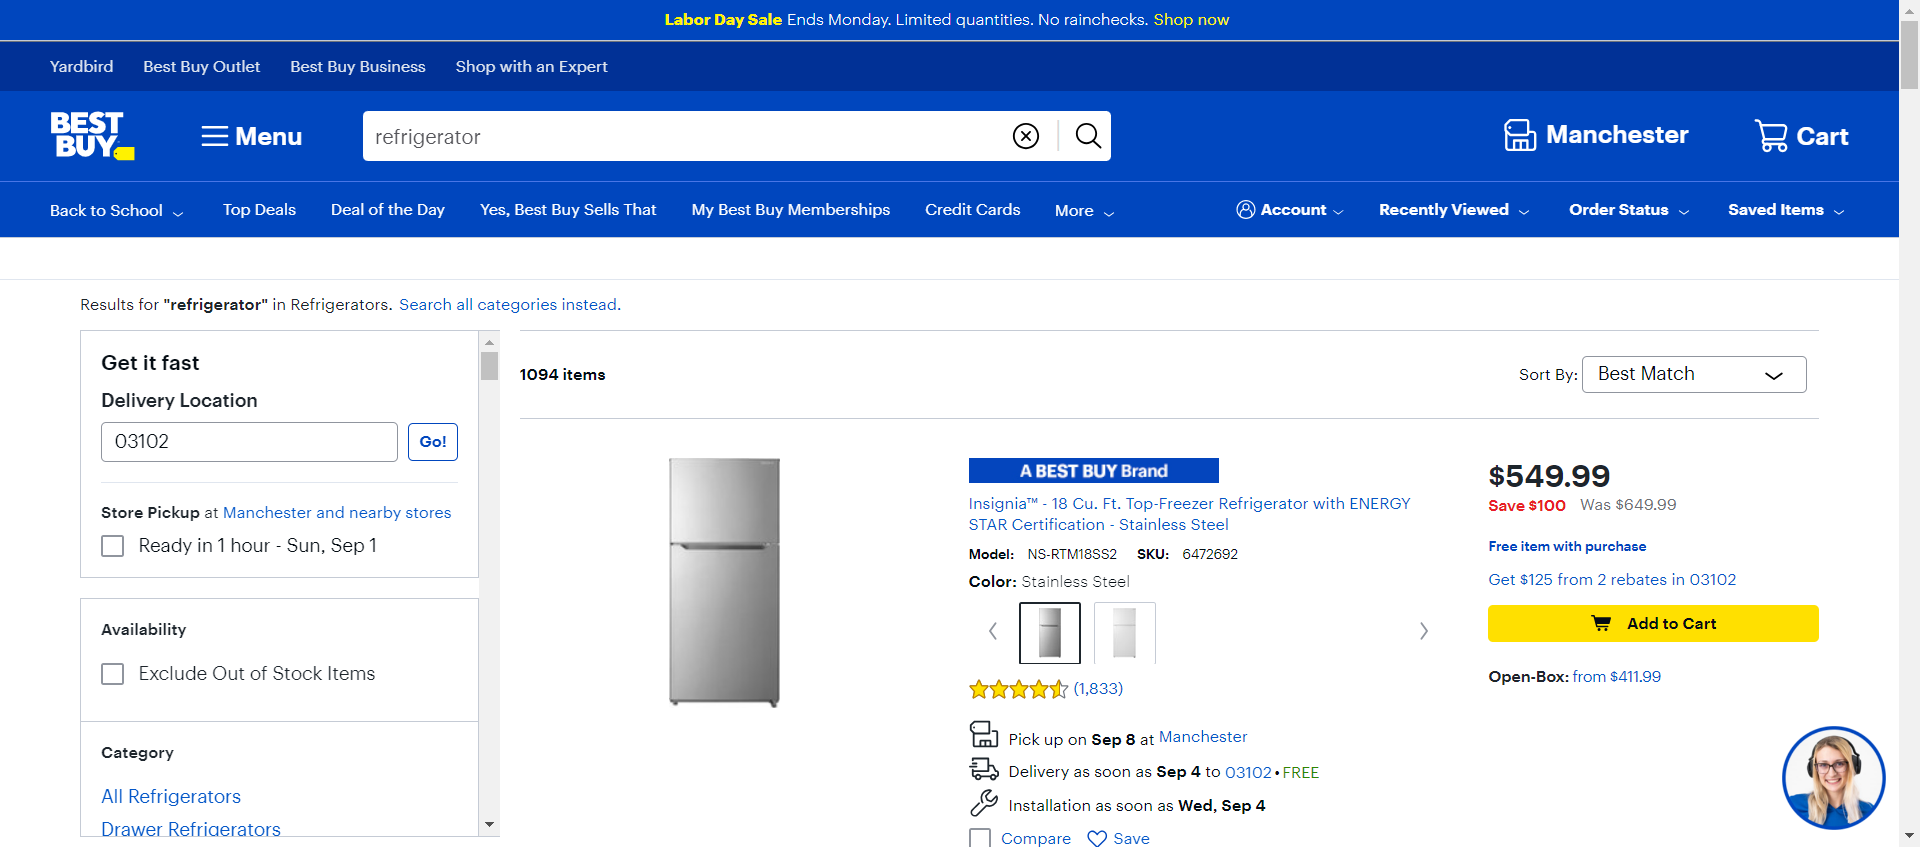 Labor Day Sale Ends Monday. Limited quantities. No rainchecks. Shop now
Yardbird Best Buy Outlet Best Buy Business Shop with an Expert
BEST
BUY
Menu
refrigerator
Manchester
Cart
Back to School Top Deals Deal of the Day Yes, Best Buy Sells That My Best Buy Memberships Credit Cards More Account Recently Viewed Order Status Saved Items
Results for "refrigerator" in Refrigerators. Search all categories instead.
Get it fast
Delivery Location
03102 Go!
Store Pickup at Manchester and nearby stores
Ready in 1 hour - Sun, Sep 1
Availability
Exclude Out of Stock Items
Category
All Refrigerators
Drawer Refrigerators
1094 items
Sort By: Best Match
A BEST BUY Brand
Insignia™ - 18 Cu. Ft. Top-Freezer Refrigerator with ENERGY
STAR Certification - Stainless Steel
Model: NS-RTM18SS2 SKU: 6472692
Color: Stainless Steel
(1,833)
Pick up on Sep 8 at Manchester
Delivery as soon as Sep 4 to 03102 • FREE
Installation as soon as Wed, Sep 4
Compare Save
$549.99
Save $100 Was $649.99
Free item with purchase
Get $125 from 2 rebates in 03102
Add to Cart
Open-Box: from $411.99